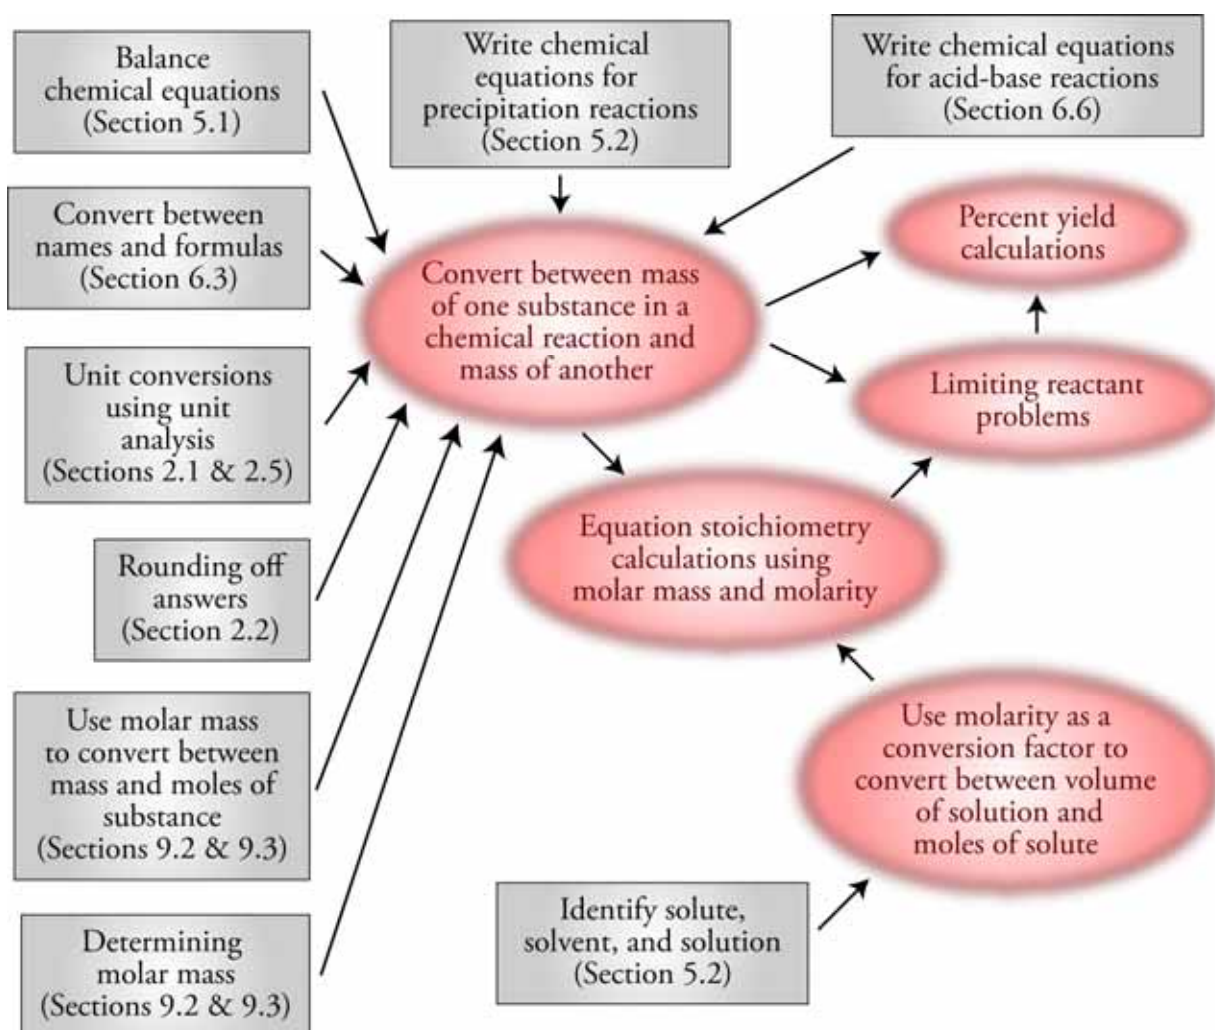 Balance
chemical equations
(Section 5.1)
Write chemical
equations for
precipitation reactions
(Section 5.2)
Write chemical equations
for acid-base reactions
(Section 6.6)
Convert between
names and formulas
(Section 6.3)
Percent yield
calculations
Convert between mass
of one substance in a
chemical reaction and
mass of another
Unit conversions
using unit
analysis
(Sections 2.1 & 2.5)
Limiting reactant
problems
Equation stoichiometry
calculations using
molar mass and molarity
Rounding off
answers
(Section 2.2)
Use molar mass
to convert between
mass and moles of
substance
(Sections 9.2 & 9.3)
Use molarity as a
conversion factor to
convert between volume
of solution and
moles of solute
Identify solute,
solvent, and solution
(Section 5.2)
Determining
molar mass
(Sections 9.2 & 9.3)